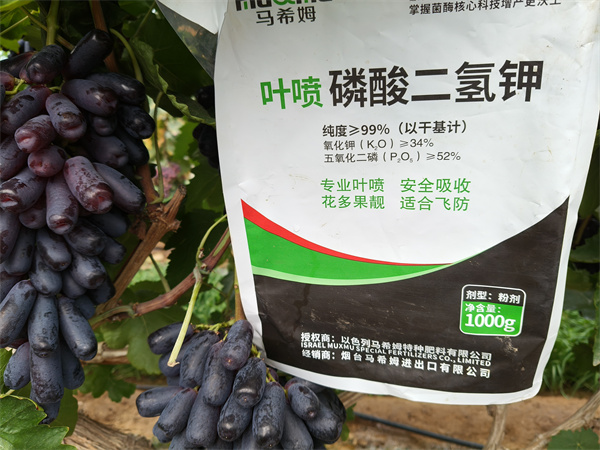 马希姆
掌握菌酶核心科技增产更沃土
叶喷 磷酸二氢钾
纯度≥99%（以干基计）
氧化钾（K₂O）≥34%
五氧化二磷（P₂O₅）≥52%
专业叶喷 安全吸收
花多果靓 适合飞防
剂型：粉剂
净含量：
1000g
授权商：以色列马希姆特种肥料有限公司
ISRAEL MUXMU SPECIAL FERTILIZERS CO., LIMITED
经销商：烟台马希姆进出口有限公司